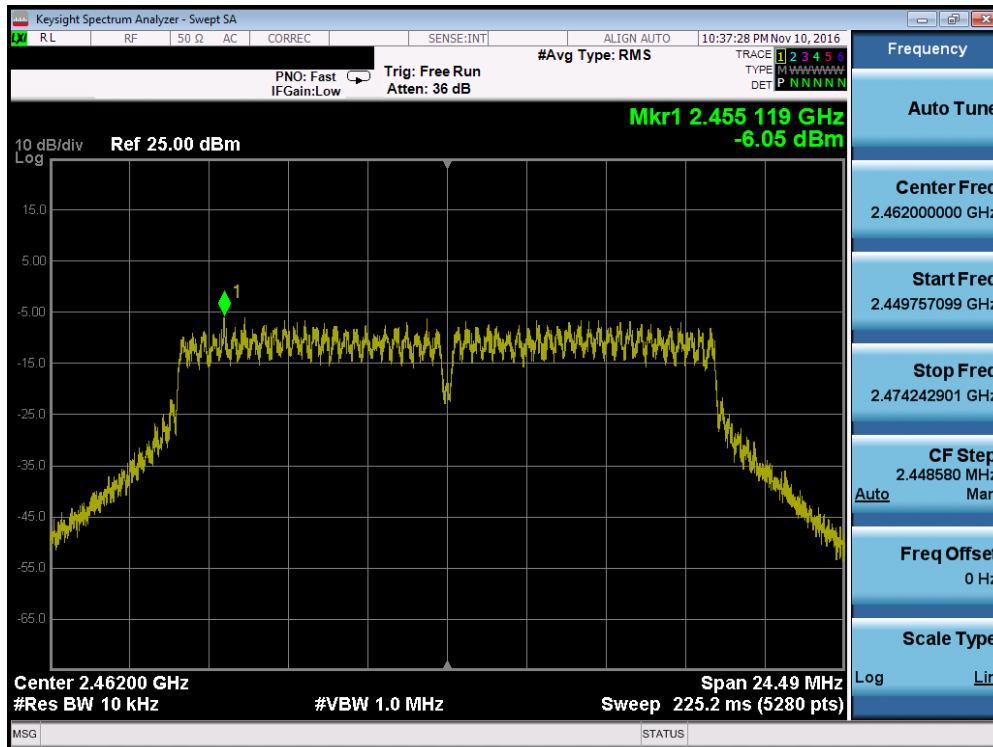 Keysight Spectrum Analyzer - Swept SA
LXI RL RF 50 Ω AC CORREC SENSE:INT ALIGN AUTO 10:37:28 PM Nov 10, 2016
PNO: Fast
IFGain:Low
Trig: Free Run
Atten: 36 dB
#Avg Type: RMS
TRACE 1 2 3 4 5 6
TYPE M W W W W W
DET P N N N N N
Mkr1 2.455 119 GHz
-6.05 dBm
10 dB/div Ref 25.00 dBm
Log
15.0
5.00
1
-5.00
-15.0
-25.0
-35.0
-45.0
-55.0
-65.0
Center 2.46200 GHz Span 24.49 MHz
#Res BW 10 kHz #VBW 1.0 MHz Sweep 225.2 ms (5280 pts)
MSG STATUS
Frequency
Auto Tune
Center Freq
2.462000000 GHz
Start Freq
2.449757099 GHz
Stop Freq
2.474242901 GHz
CF Step
2.448580 MHz
Auto Man
Freq Offset
0 Hz
Scale Type
Log Lin